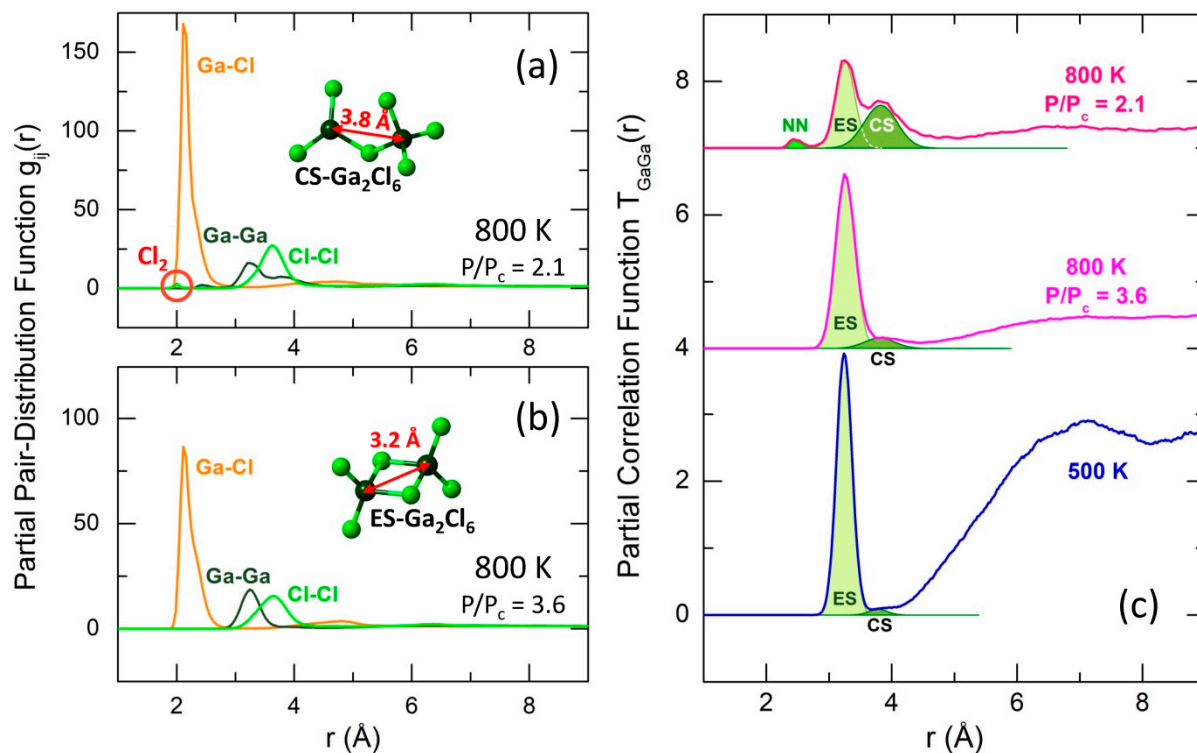 Partial Pair-Distribution Function g_ij(r)
150
100
50
0
Ga-Cl
(a)
3.8 Å
CS-Ga₂Cl₆
Ga-Ga
Cl-Cl
Cl₂
800 K
P/P_c = 2.1
2
4
6
8
100
50
0
Ga-Cl
(b)
3.2 Å
ES-Ga₂Cl₆
Ga-Ga
Cl-Cl
800 K
P/P_c = 3.6
2
4
6
8
r (Å)
Partial Correlation Function T_GaGa(r)
8
6
4
2
0
NN
ES
CS
800 K
P/P_c = 2.1
ES
CS
800 K
P/P_c = 3.6
ES
CS
500 K
(c)
2
4
6
8
r (Å)